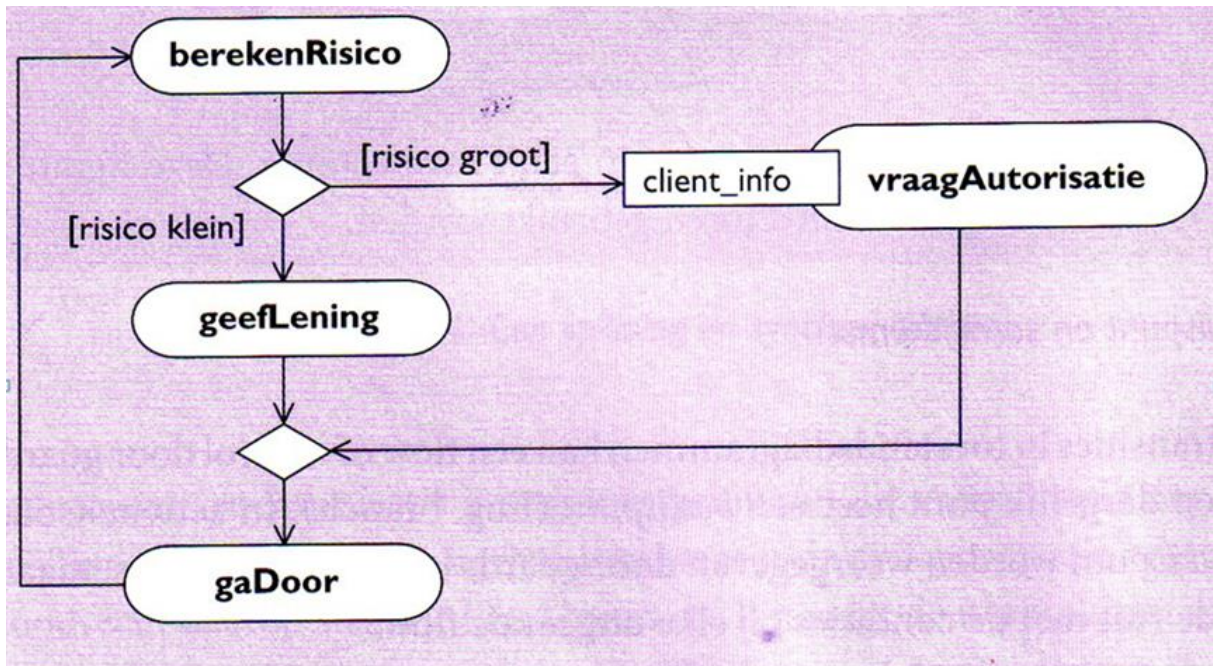 berekenRisico
[risico groot]
client_info
vraagAutorisatie
[risico klein]
geefLening
gaDoor